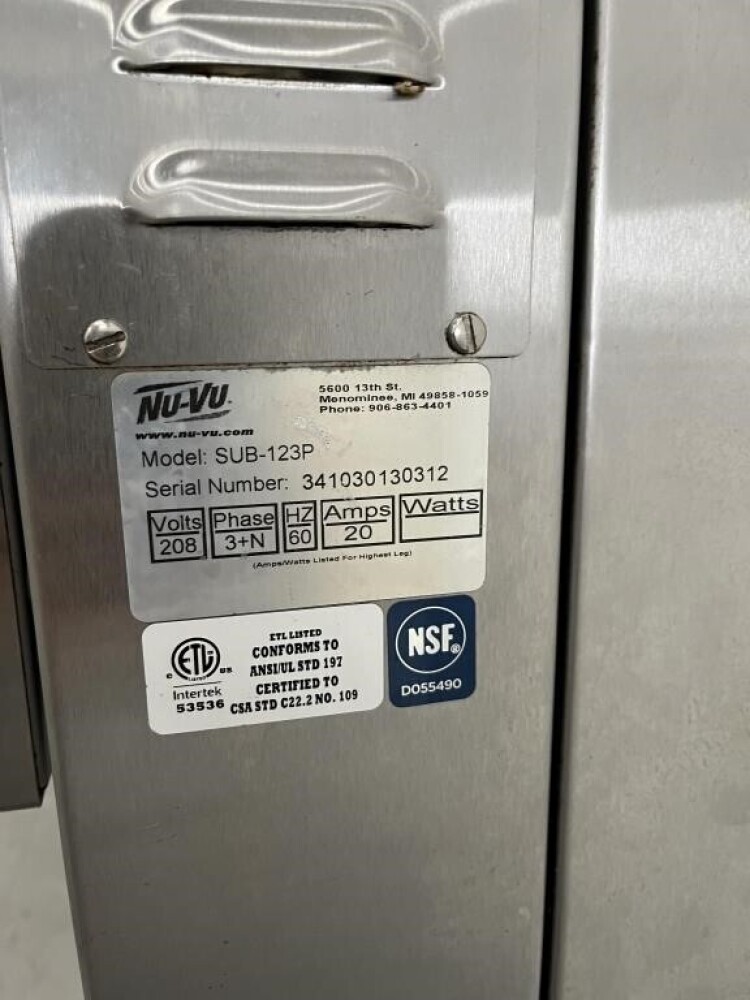 NU-VU
www.nu-vu.com
5600 13th St.
Menominee, MI 49858-1059
Phone: 906-863-4401
Model: SUB-123P
Serial Number: 341030130312
Volts Phase HZ Amps Watts
208 3+N 60 20
(Amps/Watts Listed For Highest Leg)
ETL LISTED
CONFORMS TO
ANSI/UL STD 197
CERTIFIED TO
CSA STD C22.2 NO. 109
C ETL US
LISTED
Intertek
53536
NSF®
D055490